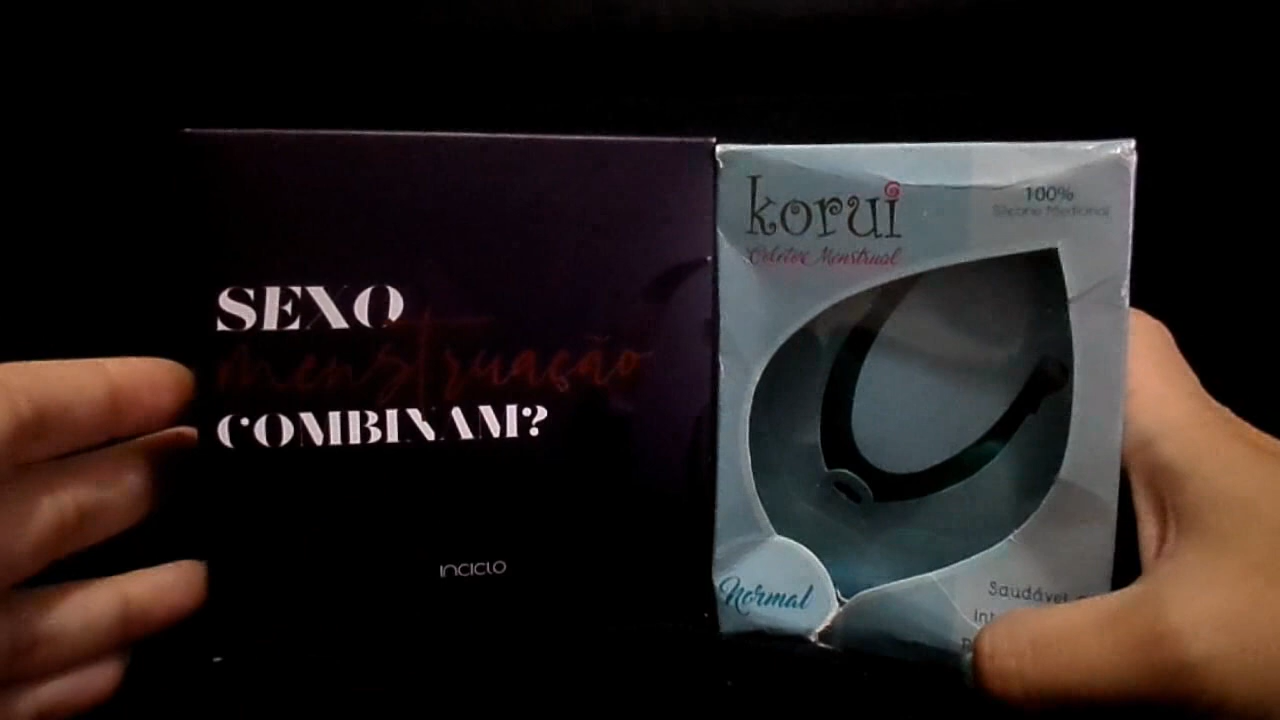 SEXO
menstruação
COMBINAM?
INCICLO
korui
Coletor Menstrual
100%
Silicone Medicinal
Normal
Saudável